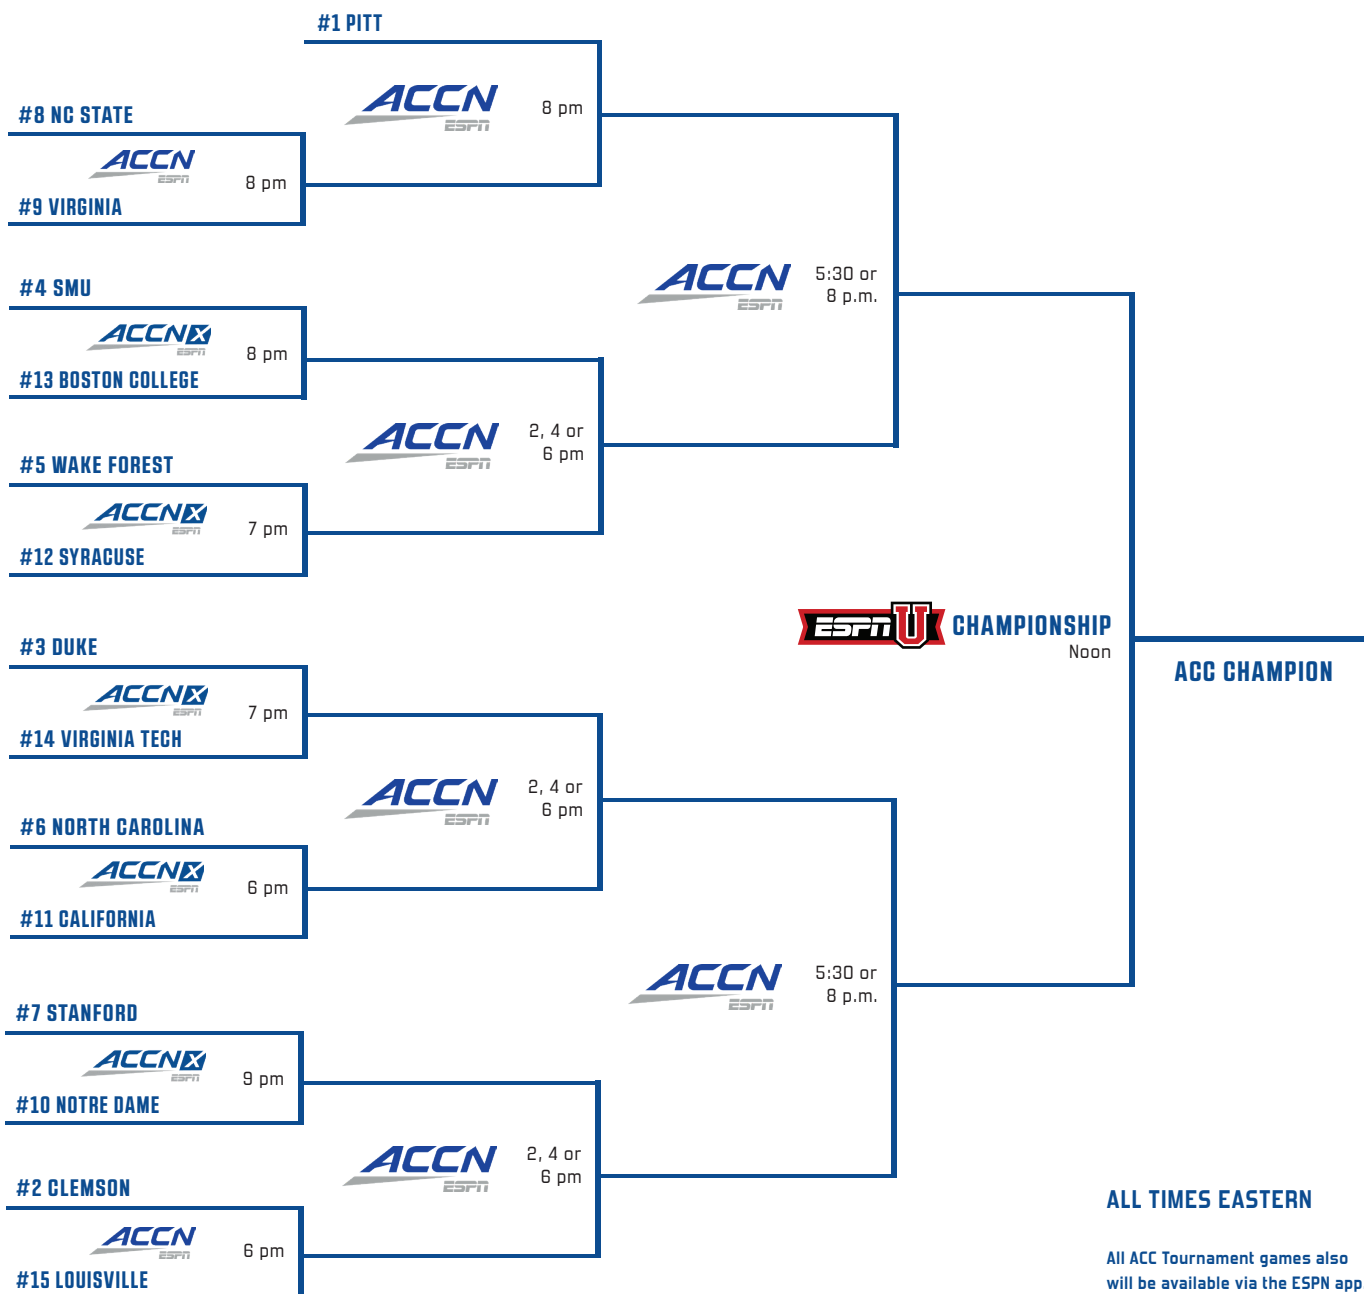 #1 PITT
ACCN
ESPN
8 pm
#8 NC STATE
ACCN
ESPN
8 pm
#9 VIRGINIA
#4 SMU
ACCNX
ESPN
8 pm
#13 BOSTON COLLEGE
ACCN
ESPN
5:30 or
8 p.m.
ACCN
ESPN
2, 4 or
6 pm
#5 WAKE FOREST
ACCNX
ESPN
7 pm
#12 SYRACUSE
ESPNU
CHAMPIONSHIP
Noon
ACC CHAMPION
#3 DUKE
ACCNX
ESPN
7 pm
#14 VIRGINIA TECH
ACCN
ESPN
2, 4 or
6 pm
#6 NORTH CAROLINA
ACCNX
ESPN
6 pm
#11 CALIFORNIA
ACCN
ESPN
5:30 or
8 p.m.
#7 STANFORD
ACCNX
ESPN
9 pm
#10 NOTRE DAME
ACCN
ESPN
2, 4 or
6 pm
#2 CLEMSON
ACCN
ESPN
6 pm
#15 LOUISVILLE
ALL TIMES EASTERN
All ACC Tournament games also
will be available via the ESPN app